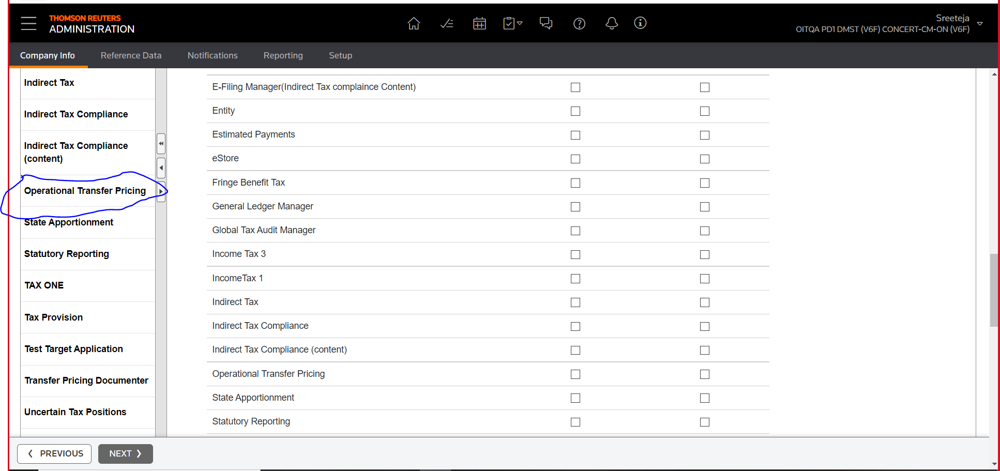 THOMSON REUTERS
ADMINISTRATION
Sreeteja
OITQA PD1 DMST (V6F) CONCERT-CM-ON (V6F)
Company Info
Reference Data
Notifications
Reporting
Setup
Indirect Tax
Indirect Tax Compliance
Indirect Tax Compliance
(content)
Operational Transfer Pricing
State Apportionment
Statutory Reporting
TAX ONE
Tax Provision
Test Target Application
Transfer Pricing Documenter
Uncertain Tax Positions
E-Filing Manager(Indirect Tax complaince Content)
Entity
Estimated Payments
eStore
Fringe Benefit Tax
General Ledger Manager
Global Tax Audit Manager
Income Tax 3
IncomeTax 1
Indirect Tax
Indirect Tax Compliance
Indirect Tax Compliance (content)
Operational Transfer Pricing
State Apportionment
Statutory Reporting
PREVIOUS
NEXT